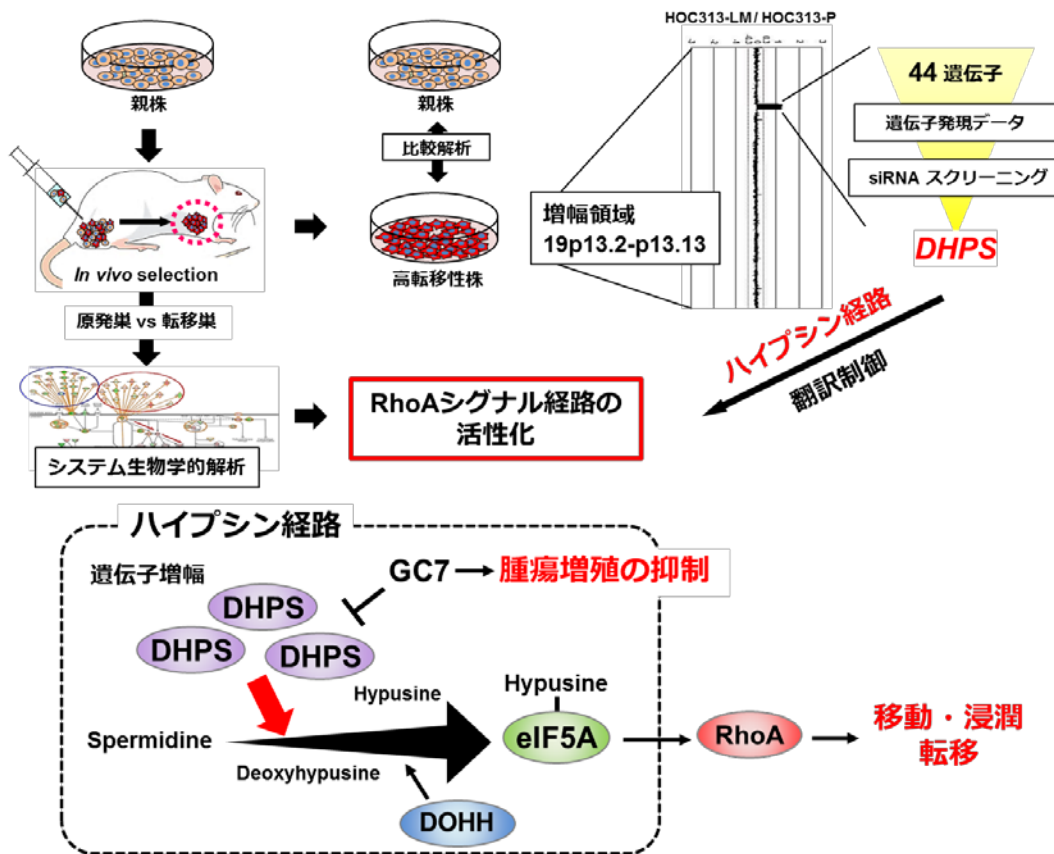 親株
In vivo selection
原発巣 vs 転移巣
システム生物学的解析
親株
比較解析
高転移性株
HOC313-LM / HOC313-P
増幅領域
19p13.2-p13.13
44 遺伝子
遺伝子発現データ
siRNA スクリーニング
DHPS
ハイプシン経路
翻訳制御
RhoAシグナル経路の
活性化
ハイプシン経路
遺伝子増幅
DHPS
DHPS
DHPS
GC7
腫瘍増殖の抑制
Hypusine
Spermidine
Deoxyhypusine
DOHH
Hypusine
eIF5A
RhoA
移動・浸潤
転移